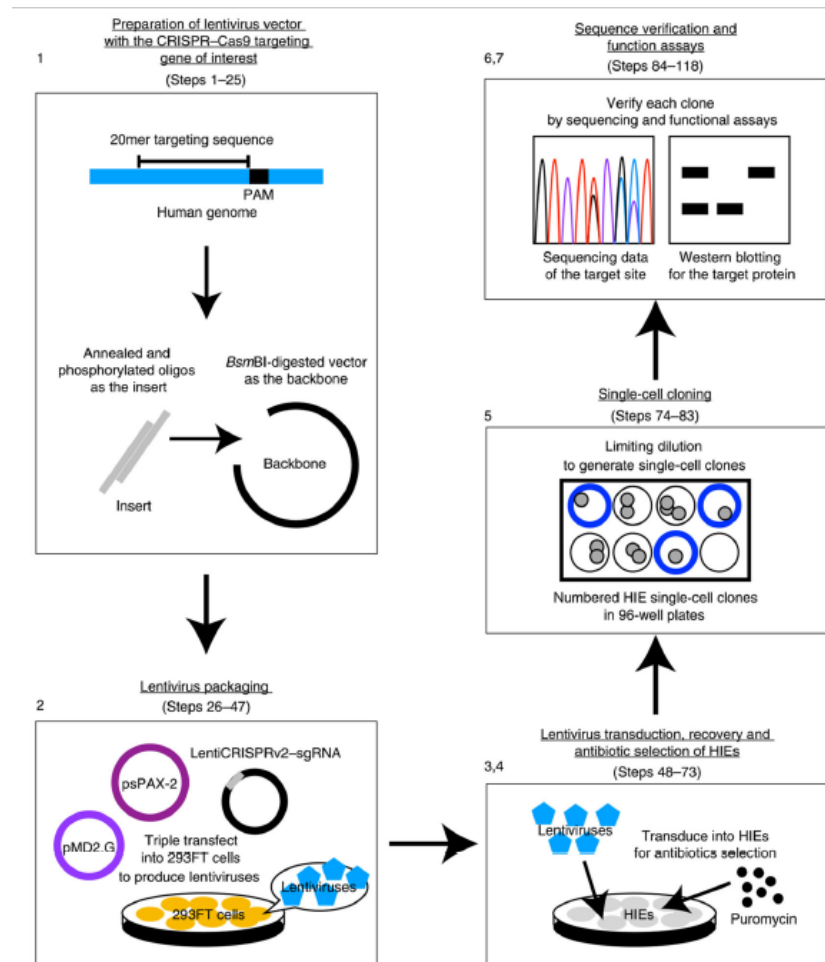 Preparation of lentivirus vector
with the CRISPR–Cas9 targeting
gene of interest
1
(Steps 1–25)
20mer targeting sequence
PAM
Human genome
Annealed and
phosphorylated oligos
as the insert
BsmBI-digested vector
as the backbone
Backbone
Insert
Lentivirus packaging
2
(Steps 26–47)
psPAX-2
LentiCRISPRv2–sgRNA
pMD2.G
Triple transfect
into 293FT cells
to produce lentiviruses
Lentiviruses
293FT cells
Lentivirus transduction, recovery and
antibiotic selection of HIEs
3,4
(Steps 48–73)
Lentiviruses
Transduce into HIEs
for antibiotics selection
HIEs
Puromycin
Single-cell cloning
5
(Steps 74–83)
Limiting dilution
to generate single-cell clones
Numbered HIE single-cell clones
in 96-well plates
Sequence verification and
function assays
6,7
(Steps 84–118)
Verify each clone
by sequencing and functional assays
Sequencing data
of the target site
Western blotting
for the target protein